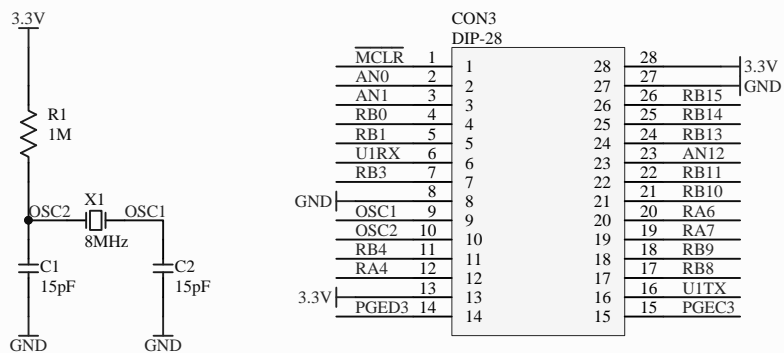 3.3V
R1
1M
OSC2
X1
OSC1
8MHz
C1
15pF
C2
15pF
GND
GND
CON3
DIP-28
MCLR 1 1 28 28 3.3V
AN0 2 2 27 27 GND
AN1 3 3 26 26 RB15
RB0 4 4 25 25 RB14
RB1 5 5 24 24 RB13
U1RX 6 6 23 23 AN12
RB3 7 7 22 22 RB11
GND 8 8 21 21 RB10
OSC1 9 9 20 20 RA6
OSC2 10 10 19 19 RA7
RB4 11 11 18 18 RB9
RA4 12 12 17 17 RB8
3.3V 13 13 16 16 U1TX
PGED3 14 14 15 15 PGEC3